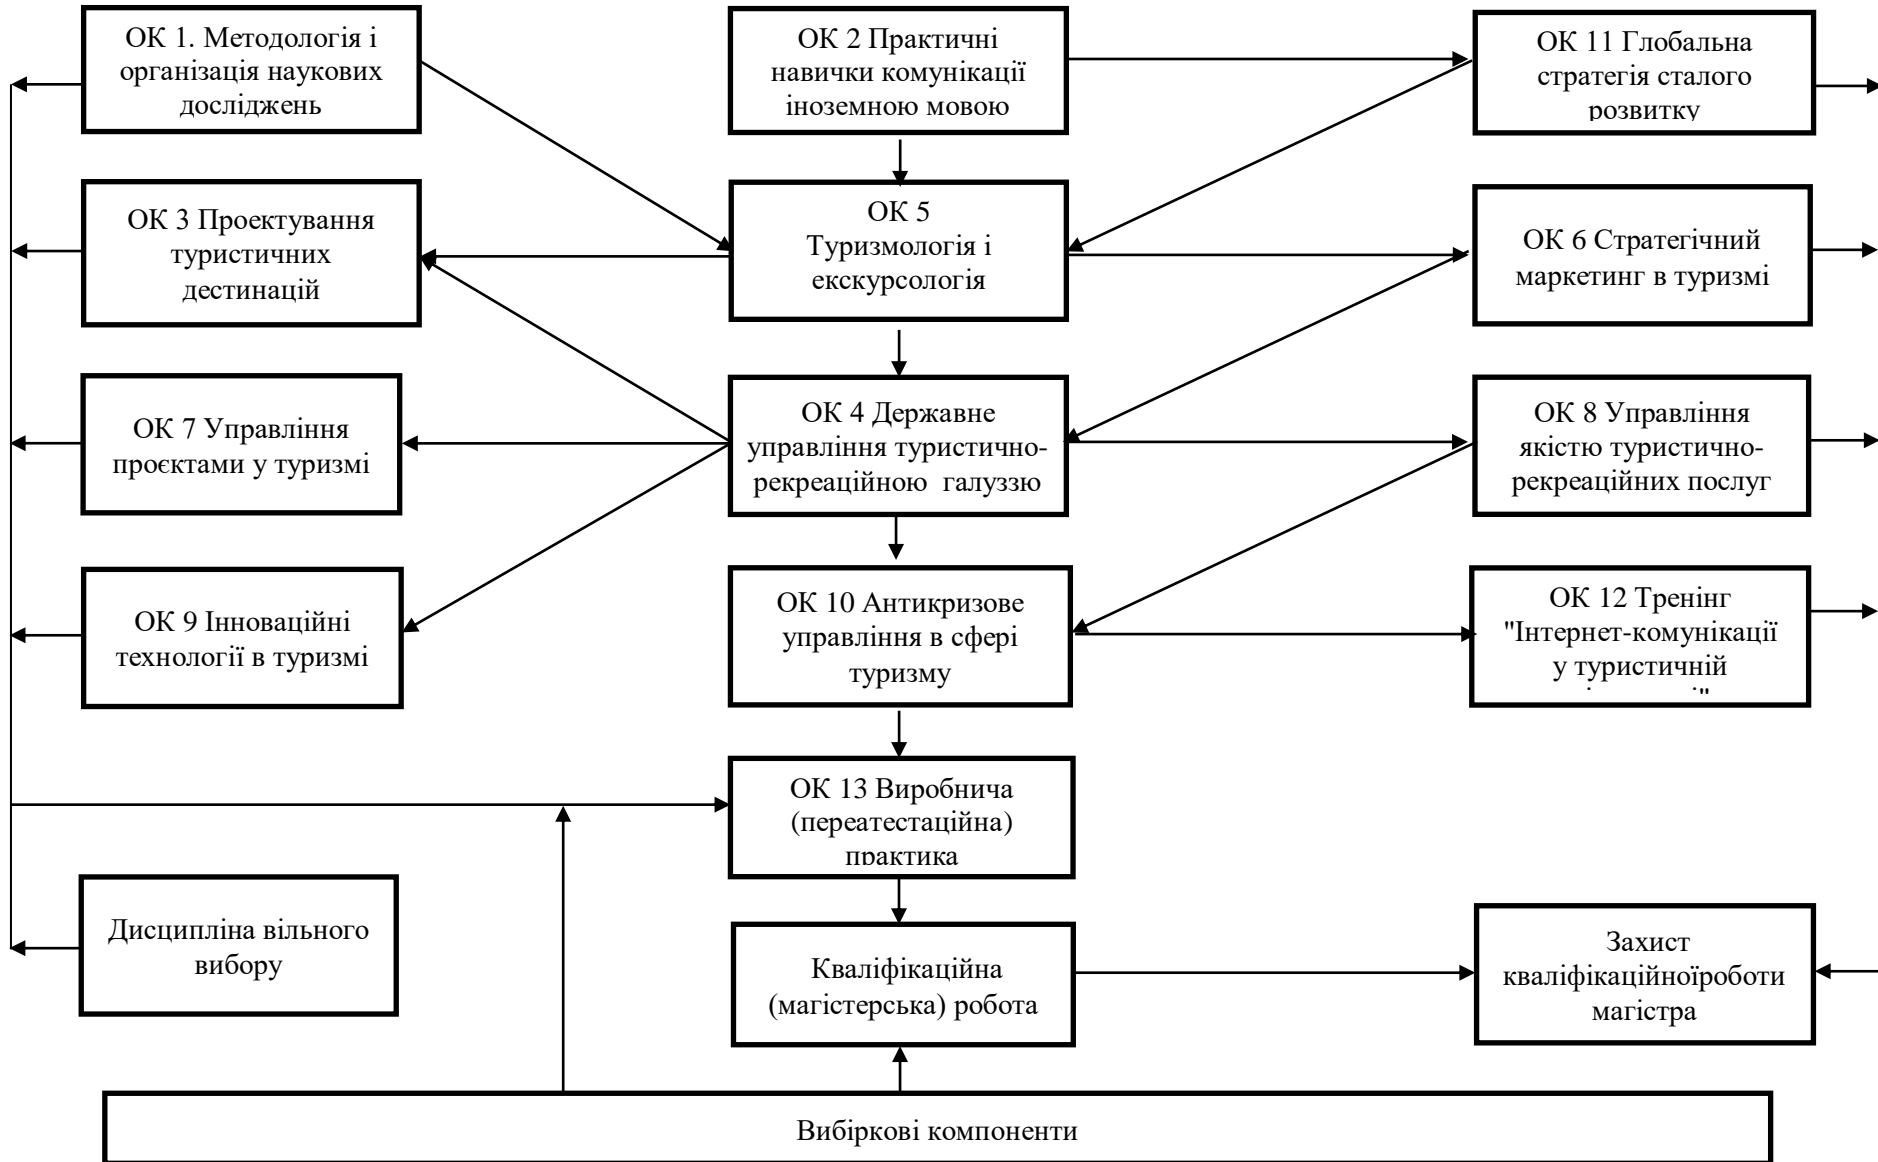 ОК 1. Методологія і
організація наукових
досліджень
ОК 2 Практичні
навички комунікації
іноземною мовою
ОК 11 Глобальна
стратегія сталого
розвитку
ОК 3 Проектування
туристичних
дестинацій
ОК 5
Туризмологія і
екскурсологія
ОК 6 Стратегічний
маркетинг в туризмі
ОК 7 Управління
проєктами у туризмі
ОК 4 Державне
управління туристично-
рекреаційною галуззю
ОК 8 Управління
якістю туристично-
рекреаційних послуг
ОК 9 Інноваційні
технології в туризмі
ОК 10 Антикризове
управління в сфері
туризму
ОК 12 Тренінг
"Інтернет-комунікації
у туристичній
ОК 13 Виробнича
(переатестаційна)
практика
Дисципліна вільного
вибору
Кваліфікаційна
(магістерська) робота
Захист
кваліфікаційноїроботи
магістра
Вибіркові компоненти